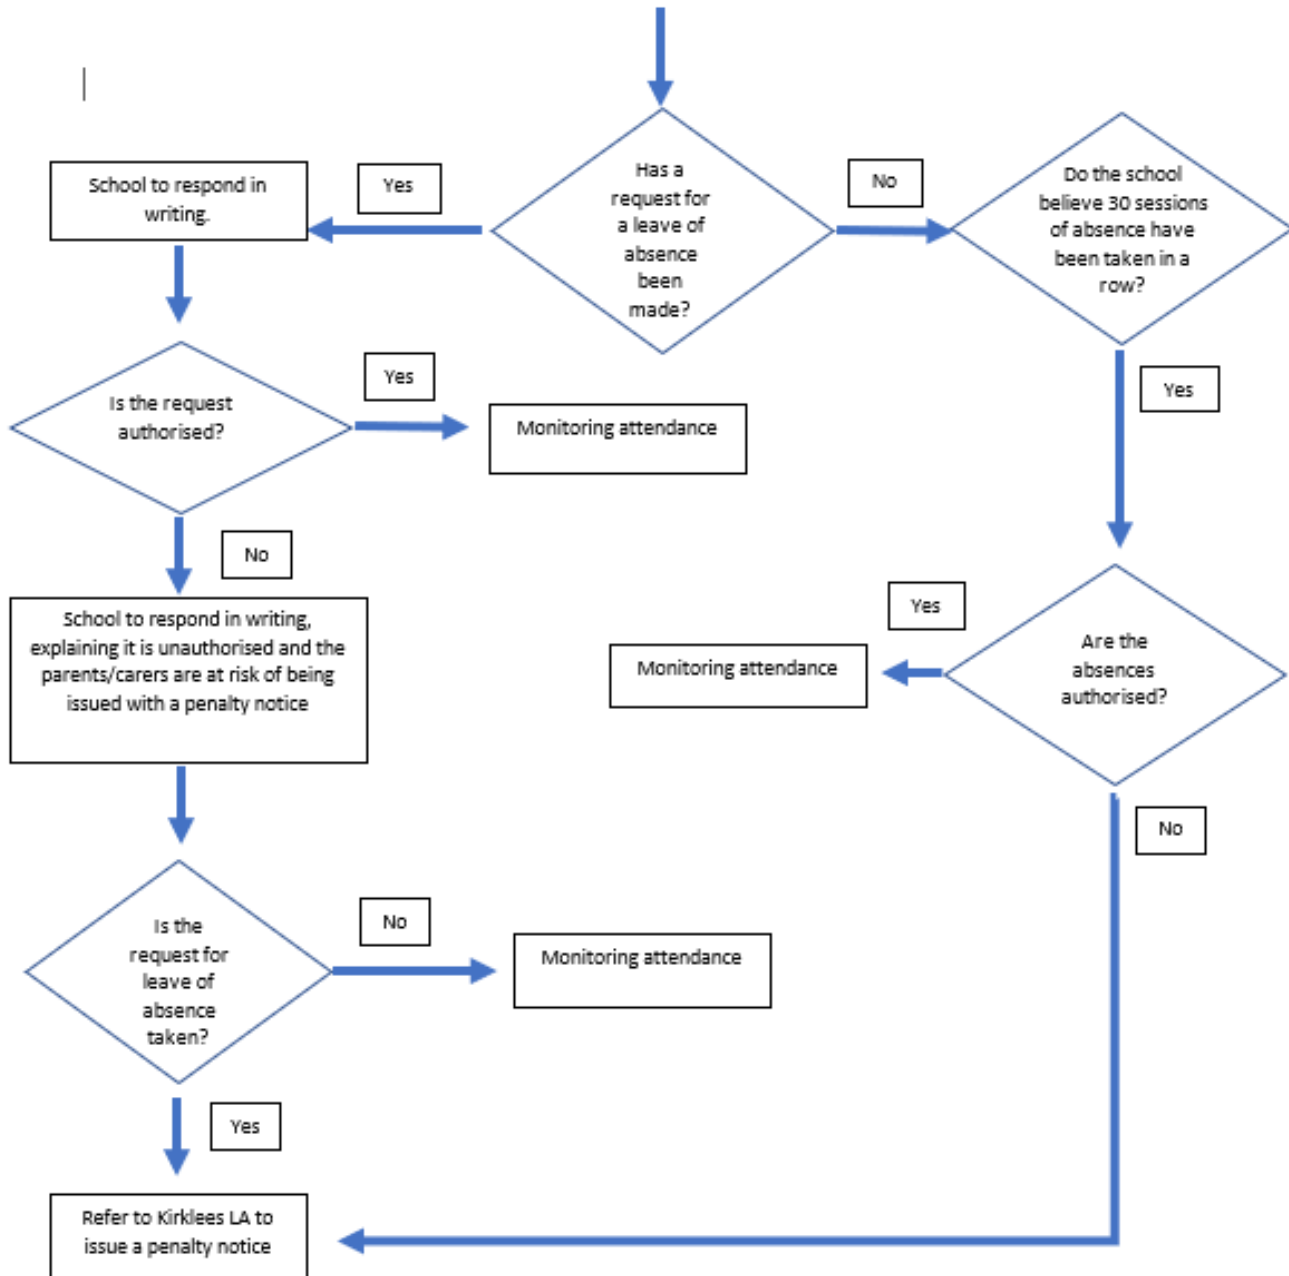 School to respond in
writing.
Yes
Has a
request for
a leave of
absence
been
made?
No
Do the school
believe 30 sessions
of absence have
been taken in a
row?
Is the request
authorised?
Yes
Monitoring attendance
Yes
No
School to respond in writing,
explaining it is unauthorised and the
parents/carers are at risk of being
issued with a penalty notice
Monitoring attendance
Yes
Are the
absences
authorised?
No
Is the
request for
leave of
absence
taken?
No
Monitoring attendance
Yes
Refer to Kirklees LA to
issue a penalty notice